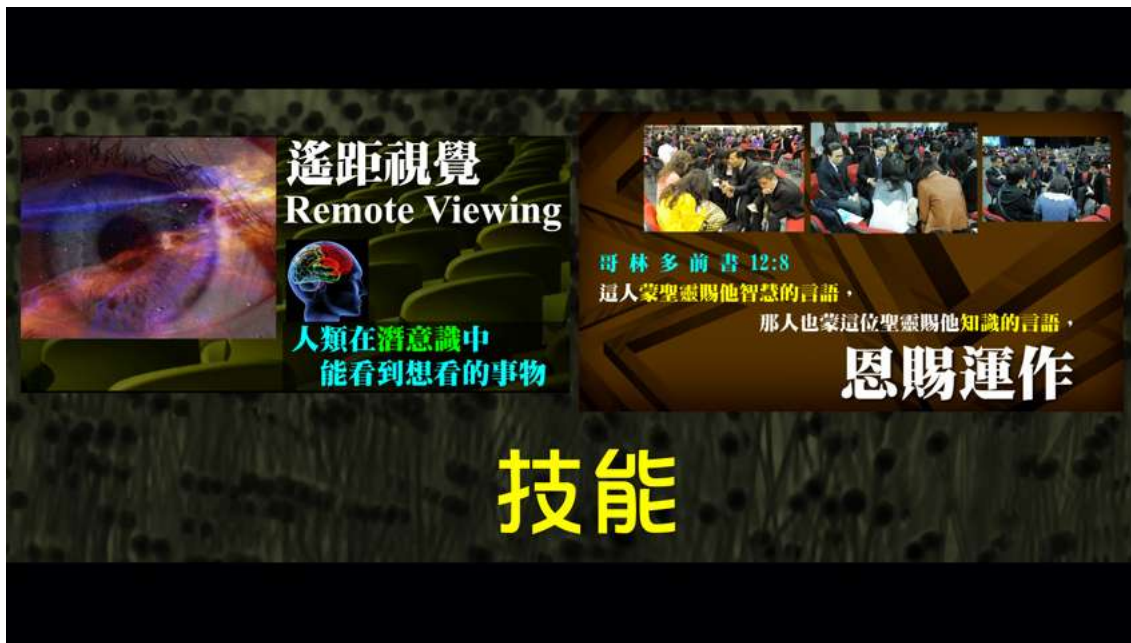 遙距視覺
Remote Viewing
人類在潛意識中
能看到想看的事物
哥林多前書 12:8
這人蒙聖靈賜他智慧的言語，
那人也蒙這位聖靈賜他知識的言語，
恩賜運作
技能